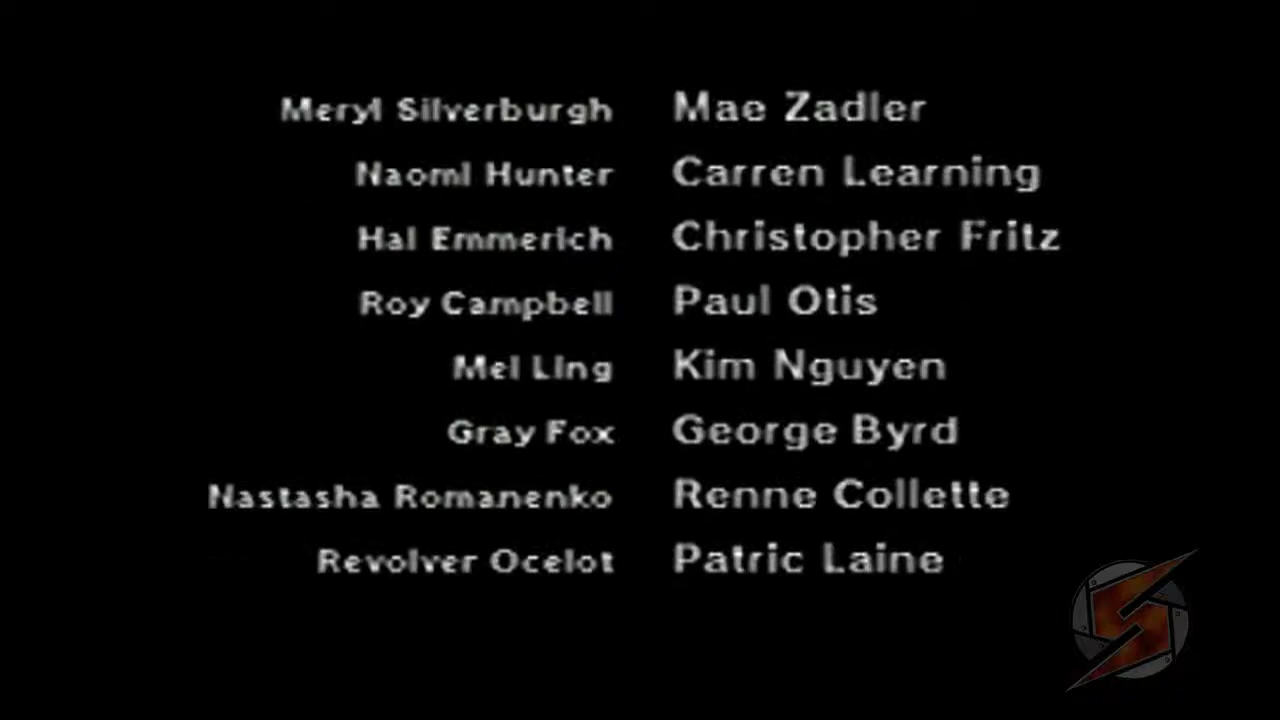 Meryl Silverburgh Mae Zadler
Naomi Hunter Carren Learning
Hal Emmerich Christopher Fritz
Roy Campbell Paul Otis
Mei Ling Kim Nguyen
Gray Fox George Byrd
Nastasha Romanenko Renne Collette
Revolver Ocelot Patric Laine